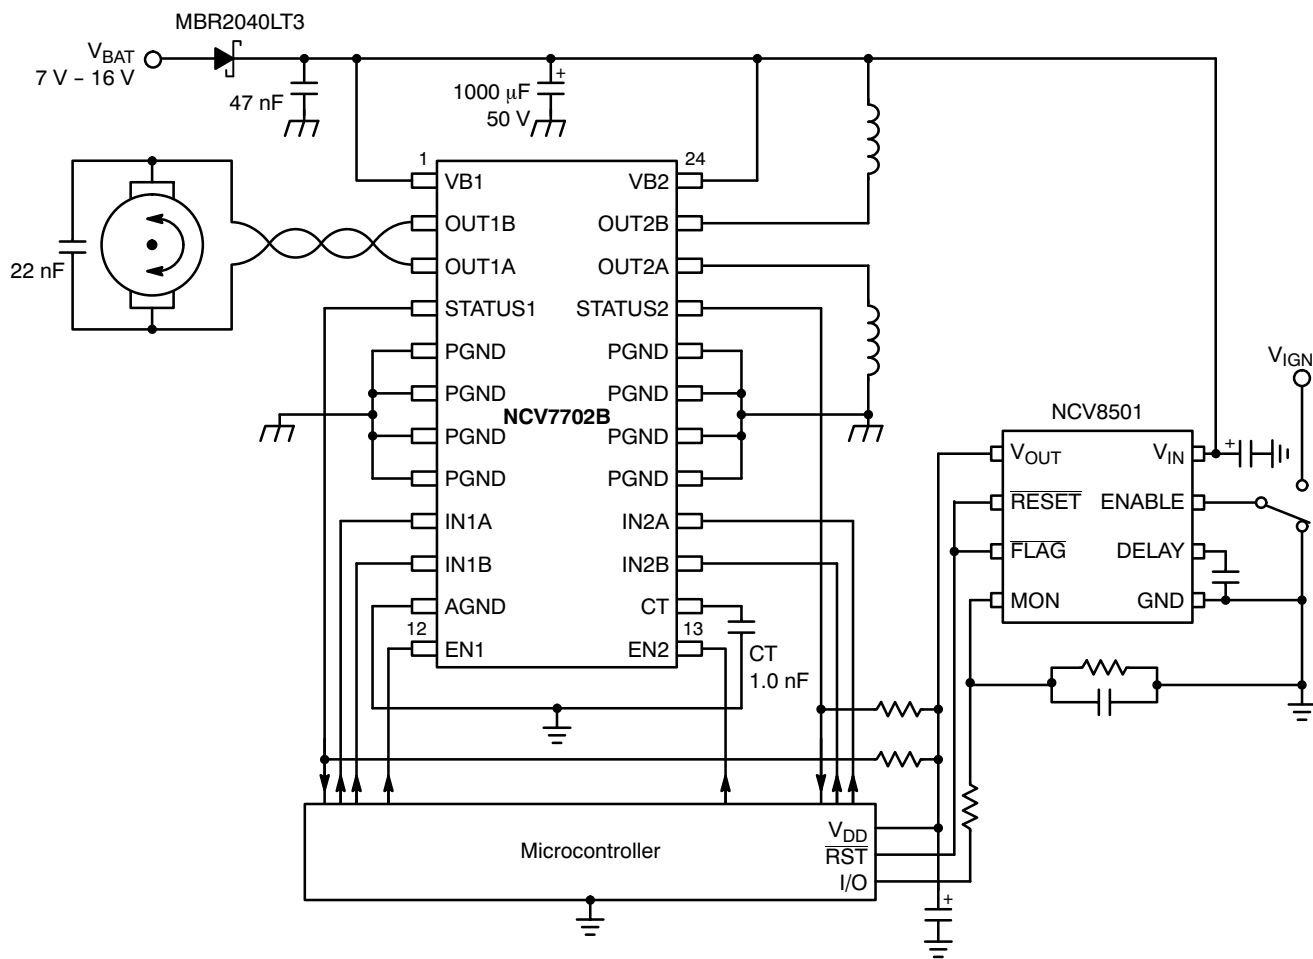 MBR2040LT3
VBAT
7 V – 16 V
47 nF
1000 μF
50 V
+
1
24
VB1
VB2
OUT1B
OUT2B
22 nF
OUT1A
OUT2A
STATUS1
STATUS2
PGND
PGND
PGND
PGND
NCV7702B
PGND
PGND
PGND
PGND
IN1A
IN2A
IN1B
IN2B
AGND
CT
12
13
EN1
EN2
CT
1.0 nF
VIGN
NCV8501
VOUT
VIN
+
RESET
ENABLE
FLAG
DELAY
MON
GND
Microcontroller
VDD
RST
I/O
+